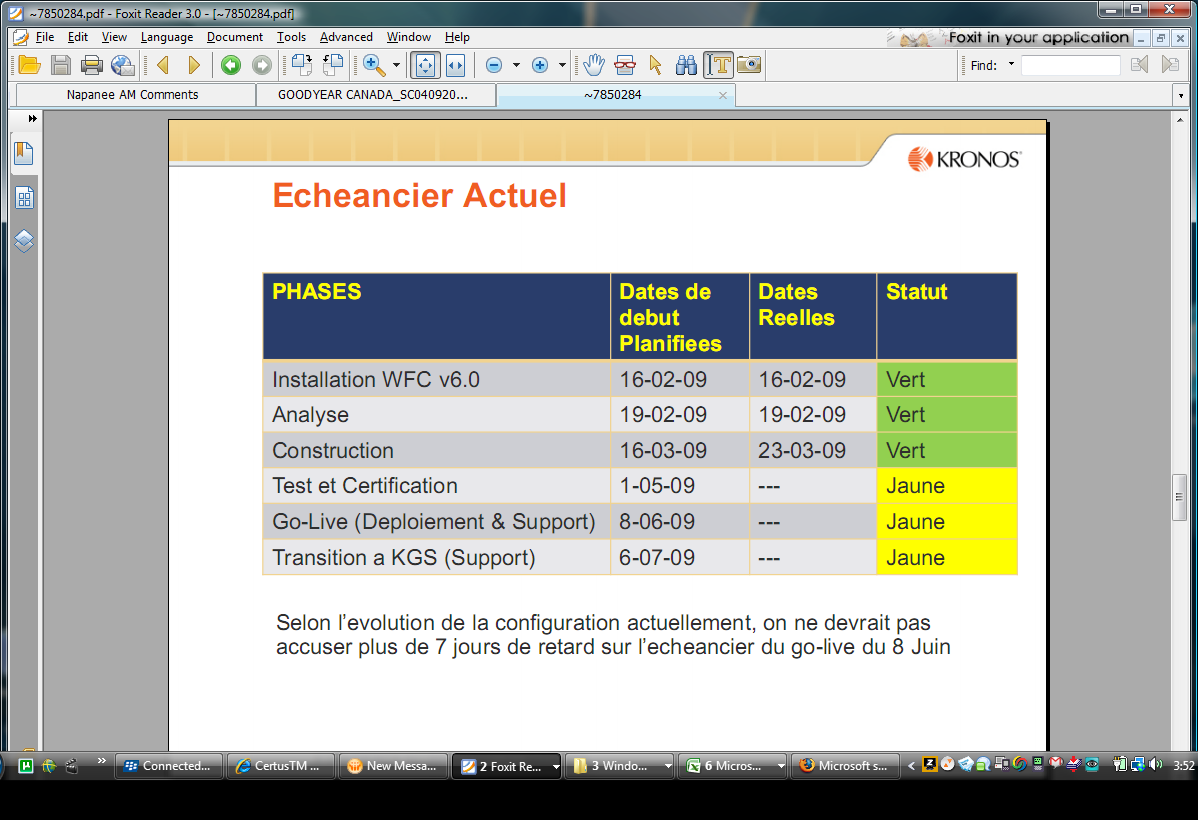 ~7850284.pdf - Foxit Reader 3.0 - [~7850284.pdf]
File Edit View Language Document Tools Advanced Window Help
Foxit in your application
Find:
Napanee AM Comments
GOODYEAR CANADA_SC040920...
~7850284
KRONOS
Echeancier Actuel
PHASES Dates de debut Planifiees Dates Reelles Statut
Installation WFC v6.0 16-02-09 16-02-09 Vert
Analyse 19-02-09 19-02-09 Vert
Construction 16-03-09 23-03-09 Vert
Test et Certification 1-05-09 --- Jaune
Go-Live (Deploiement & Support) 8-06-09 --- Jaune
Transition a KGS (Support) 6-07-09 --- Jaune
Selon l’evolution de la configuration actuellement, on ne devrait pas
accuser plus de 7 jours de retard sur l’echeancier du go-live du 8 Juin
Connected... CertusTM ... New Messa... 2 Foxit Re... 3 Windo... 6 Micros... Microsoft s... 3:52